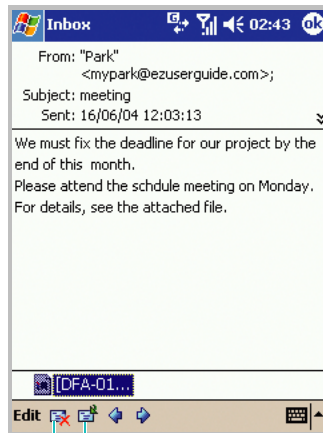 Inbox 02:43 ok
From: "Park"
<mypark@ezuserguide.com>;
Subject: meeting
Sent: 16/06/04 12:03:13
We must fix the deadline for our project by the
end of this month.
Please attend the schdule meeting on Monday.
For details, see the attached file.
[DFA-01...
Edit